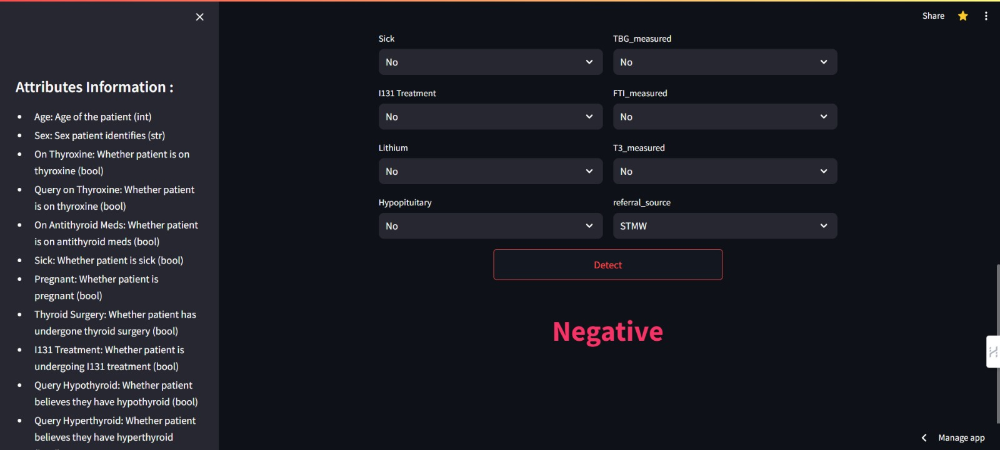 Share
Attributes Information :
• Age: Age of the patient (int)
• Sex: Sex patient identifies (str)
• On Thyroxine: Whether patient is on
thyroxine (bool)
• Query on Thyroxine: Whether patient
is on thyroxine (bool)
• On Antithyroid Meds: Whether patient
is on antithyroid meds (bool)
• Sick: Whether patient is sick (bool)
• Pregnant: Whether patient is
pregnant (bool)
• Thyroid Surgery: Whether patient has
undergone thyroid surgery (bool)
• I131 Treatment: Whether patient is
undergoing I131 treatment (bool)
• Query Hypothyroid: Whether patient
believes they have hypothyroid (bool)
• Query Hyperthyroid: Whether patient
believes they have hyperthyroid
Sick
No
I131 Treatment
No
Lithium
No
Hypopituitary
No
TBG_measured
No
FTI_measured
No
T3_measured
No
referral_source
STMW
Detect
Negative
Manage app